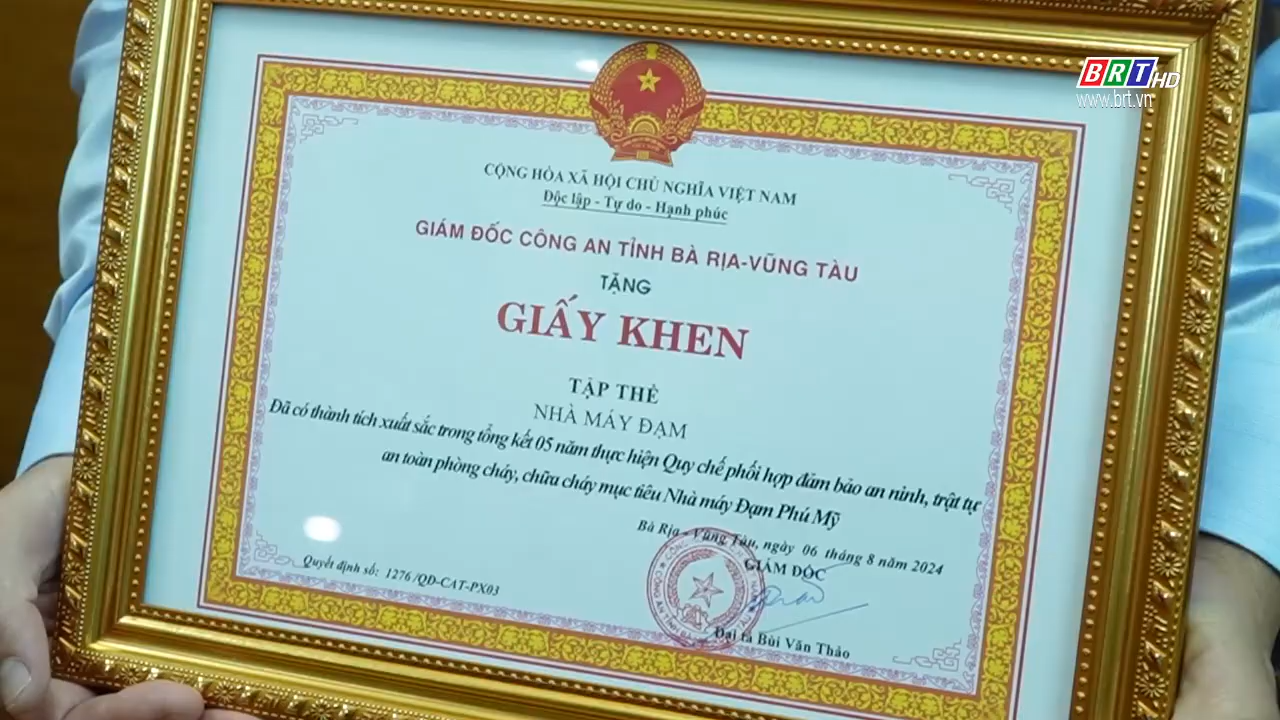 BRT HD
www.brt.vn
CỘNG HÒA XÃ HỘI CHỦ NGHĨA VIỆT NAM
Độc lập - Tự do - Hạnh phúc
GIÁM ĐỐC CÔNG AN TỈNH BÀ RỊA-VŨNG TÀU
TẶNG
GIẤY KHEN
TẬP THỂ
NHÀ MÁY ĐẠM
Đã có thành tích xuất sắc trong tổng kết 05 năm thực hiện Quy chế phối hợp đảm bảo an ninh, trật tự
an toàn phòng cháy, chữa cháy mục tiêu Nhà máy Đạm Phú Mỹ
Bà Rịa - Vũng Tàu, ngày 06 tháng 8 năm 2024
Quyết định số: 1276/QĐ-CAT-PX03
GIÁM ĐỐC
Đại tá Bùi Văn Thảo